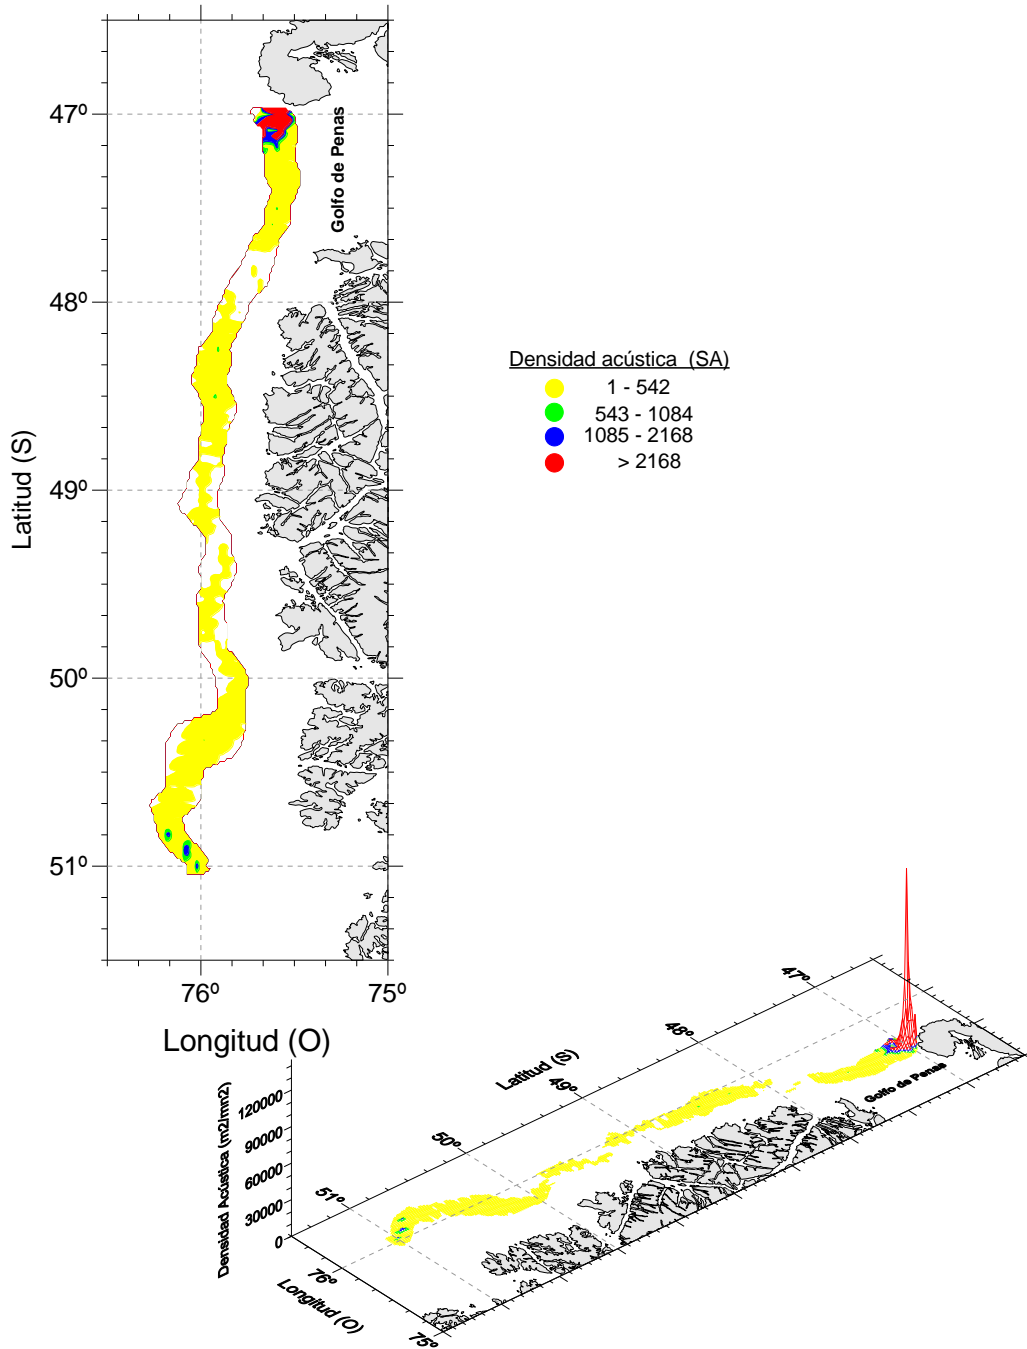 47º
Golfo de Penas
48º
Densidad acústica (SA)
1 - 542
543 - 1084
1085 - 2168
> 2168
49º
Latitud (S)
50º
51º
76º
75º
Longitud (O)
47º
48º
Latitud (S)
49º
Golfo de Penas
50º
51º
120000
90000
60000
30000
0
Densidad Acústica (m2/mn2)
76º
Longitud (O)
75º